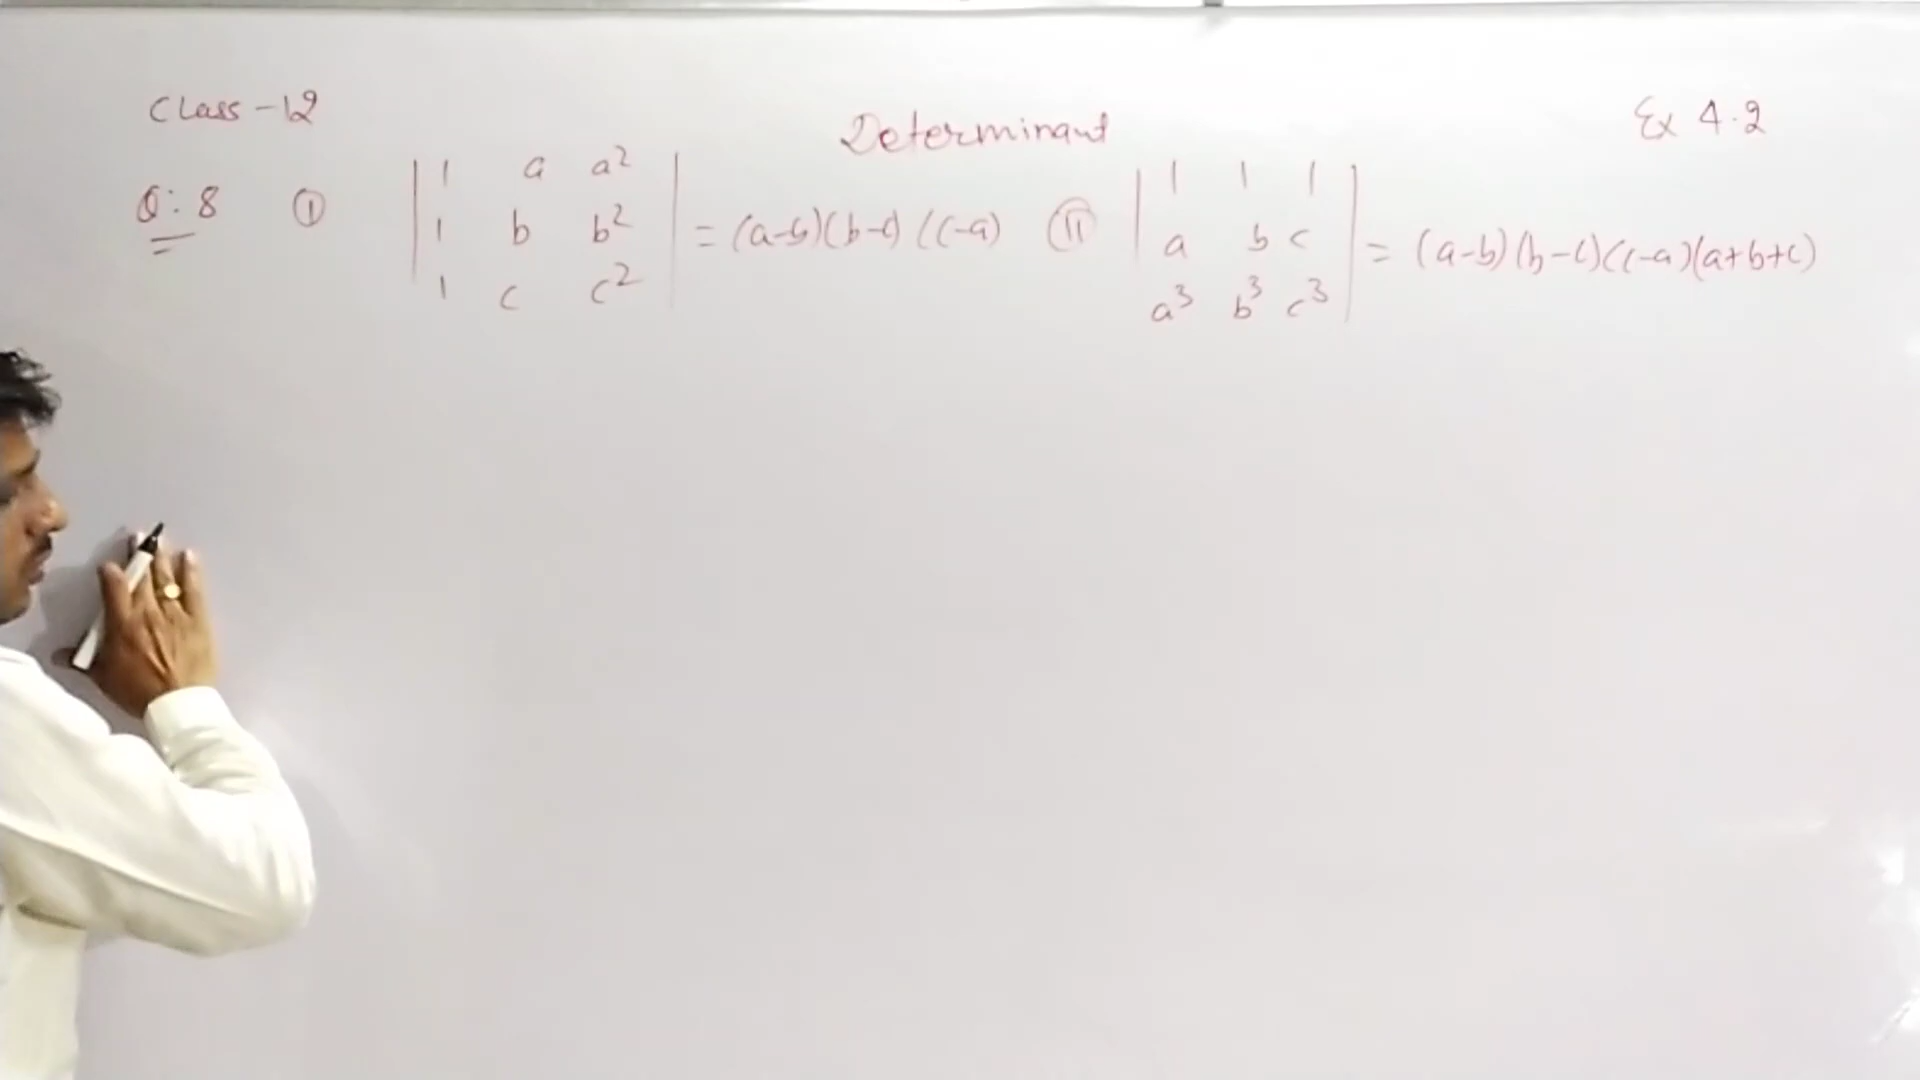 Class-12 Determinant Ex 4.2
Q:8 (I) | 1 a a² | | 1 b b² | | 1 c c² | = (a-b)(b-c)(c-a) (II) | 1 1 1 | | a b c | | a³ b³ c³ | = (a-b)(b-c)(c-a)(a+b+c)